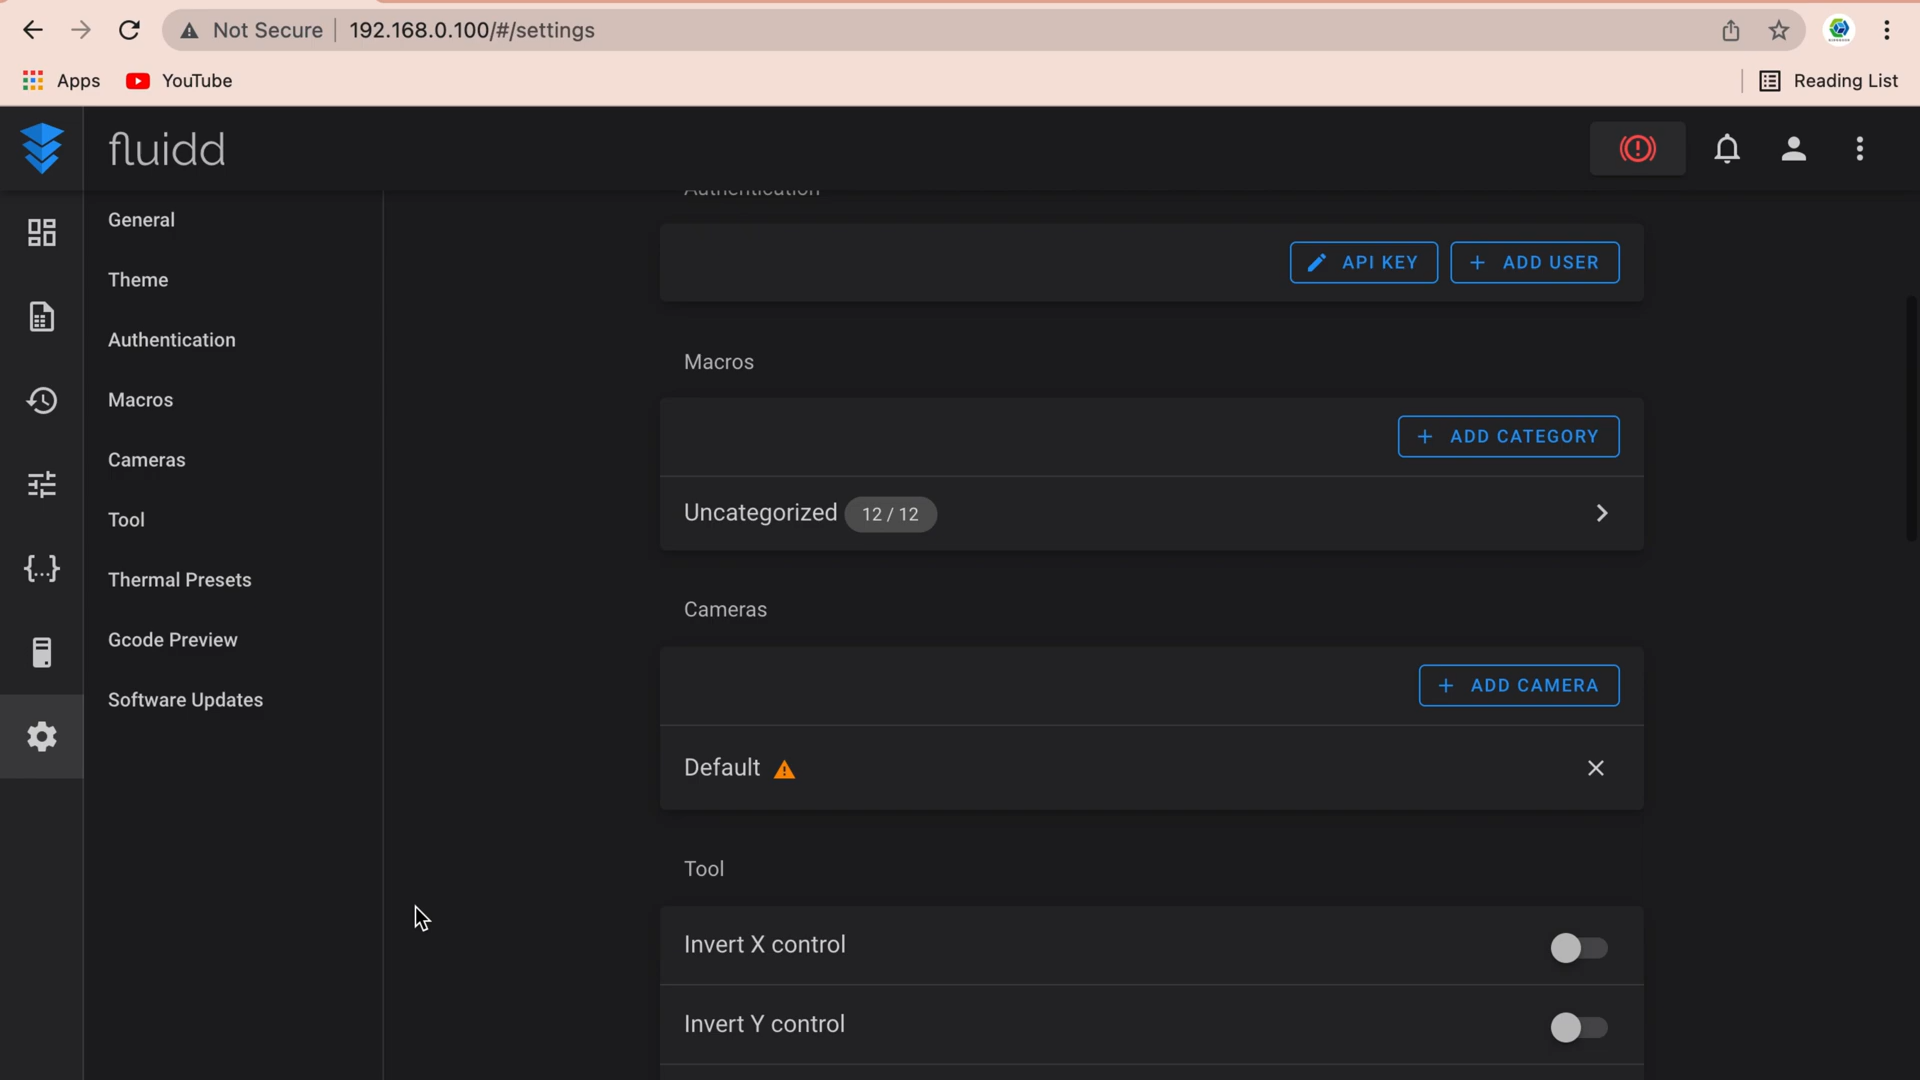 Not Secure 192.168.0.100/#/settings
Apps YouTube Reading List
fluidd
General
Theme
Authentication
Macros
Cameras
Tool
Thermal Presets
Gcode Preview
Software Updates
Authentication
API KEY ADD USER
Macros
ADD CATEGORY
Uncategorized 12 / 12
Cameras
ADD CAMERA
Default
Tool
Invert X control
Invert Y control